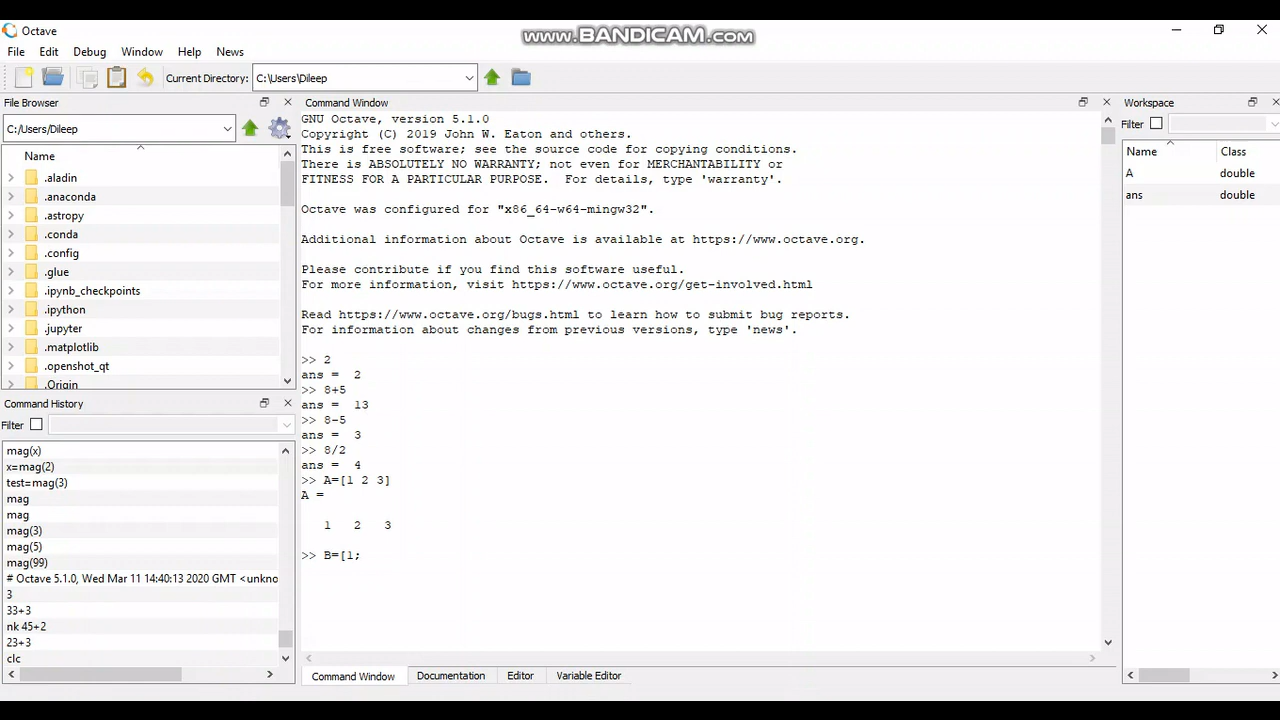 Octave
www.BANDICAM.com
File Edit Debug Window Help News
Current Directory: C:\Users\Dileep
File Browser
C:/Users/Dileep
Name
.aladin
.anaconda
.astropy
.conda
.config
.glue
.ipynb_checkpoints
.ipython
.jupyter
.matplotlib
.openshot_qt
.Origin
Command History
Filter
mag(x)
x=mag(2)
test=mag(3)
mag
mag
mag(3)
mag(5)
mag(99)
# Octave 5.1.0, Wed Mar 11 14:40:13 2020 GMT <unkno
3
33+3
nk 45+2
23+3
clc
Command Window
GNU Octave, version 5.1.0
Copyright (C) 2019 John W. Eaton and others.
This is free software; see the source code for copying conditions.
There is ABSOLUTELY NO WARRANTY; not even for MERCHANTABILITY or
FITNESS FOR A PARTICULAR PURPOSE.  For details, type 'warranty'.
Octave was configured for "x86_64-w64-mingw32".
Additional information about Octave is available at https://www.octave.org.
Please contribute if you find this software useful.
For more information, visit https://www.octave.org/get-involved.html
Read https://www.octave.org/bugs.html to learn how to submit bug reports.
For information about changes from previous versions, type 'news'.
>> 2
ans =  2
>> 8+5
ans =  13
>> 8-5
ans =  3
>> 8/2
ans =  4
>> A=[1 2 3]
A =
1   2   3
>> B=[1;
Command Window Documentation Editor Variable Editor
Workspace
Filter
Name Class
A double
ans double